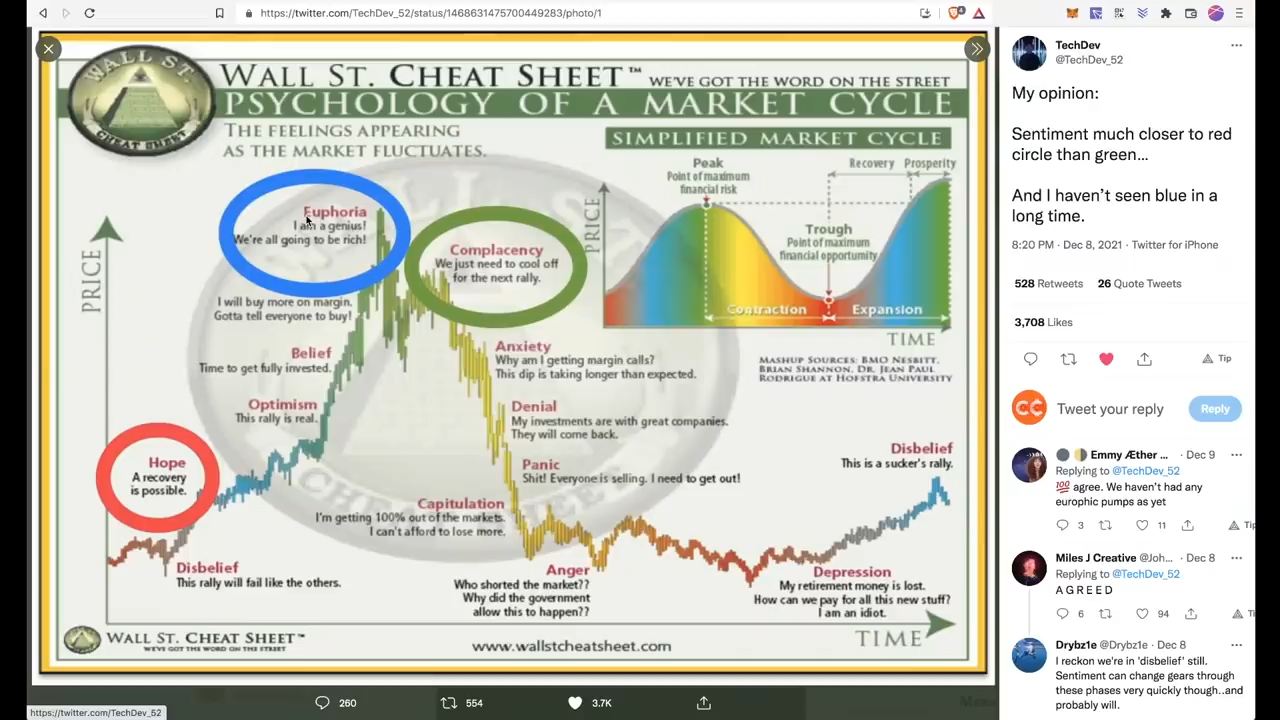 https://twitter.com/TechDev_52/status/1468631475700449283/photo/1
4
WALL ST.
CHEAT SHEET
WALL ST. CHEAT SHEET™ WE'VE GOT THE WORD ON THE STREET
PSYCHOLOGY OF A MARKET CYCLE
THE FEELINGS APPEARING
AS THE MARKET FLUCTUATES.
SIMPLIFIED MARKET CYCLE
Peak
Point of maximum
financial risk
Recovery Prosperity
PRICE
Trough
Point of maximum
financial opportunity
Contraction
Expansion
TIME
MASHUP SOURCES: BMO NESBITT,
BRIAN SHANNON, DR. JEAN PAUL
RODRIGUE AT HOFSTRA UNIVERSITY
PRICE
Euphoria
I am a genius!
We're all going to be rich!
Complacency
We just need to cool off
for the next rally.
I will buy more on margin.
Gotta tell everyone to buy!
Belief
Time to get fully invested.
Anxiety
Why am I getting margin calls?
This dip is taking longer than expected.
Optimism
This rally is real.
Denial
My investments are with great companies.
They will come back.
Hope
A recovery
is possible.
Panic
Shit! Everyone is selling. I need to get out!
Disbelief
This is a sucker's rally.
Capitulation
I'm getting 100% out of the markets.
I can't afford to lose more.
Disbelief
This rally will fail like the others.
Anger
Who shorted the market??
Why did the government
allow this to happen??
Depression
My retirement money is lost.
How can we pay for all this new stuff?
I am an idiot.
WALL ST. CHEAT SHEET™
WE'VE GOT THE WORD ON THE STREET
www.wallstcheatsheet.com
TIME
260
554
3.7K
https://twitter.com/TechDev_52
TechDev
@TechDev_52
My opinion:
Sentiment much closer to red
circle than green…
And I haven't seen blue in a
long time.
8:20 PM · Dec 8, 2021 · Twitter for iPhone
528 Retweets 26 Quote Tweets
3,708 Likes
Tip
Tweet your reply
Reply
Emmy Æther ... · Dec 9
Replying to @TechDev_52
💯 agree. We haven't had any
europhic pumps as yet
3
11
Tip
Miles J Creative @Joh... · Dec 8
Replying to @TechDev_52
A G R E E D
6
94
Drybz1e @Drybz1e · Dec 8
I reckon we're in 'disbelief' still.
Sentiment can change gears through
these phases very quickly though..and
probably will.